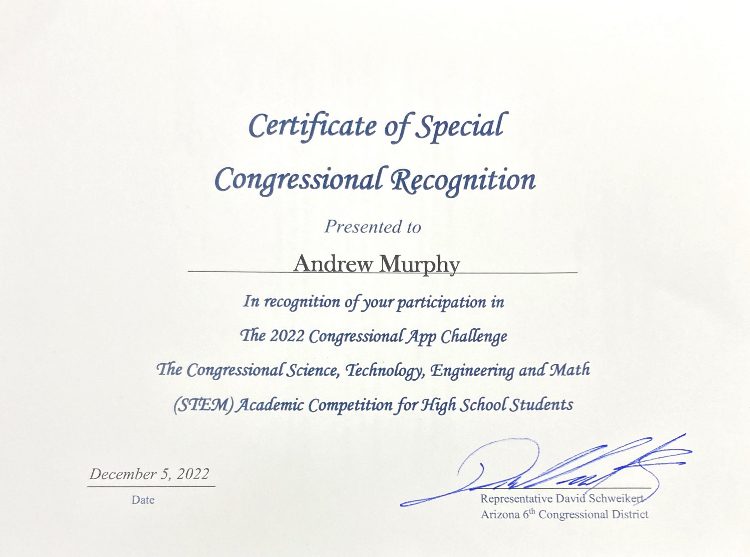 Certificate of Special
Congressional Recognition
Presented to
Andrew Murphy
In recognition of your participation in
The 2022 Congressional App Challenge
The Congressional Science, Technology, Engineering and Math
(STEM) Academic Competition for High School Students
December 5, 2022
Date
Representative David Schweikert
Arizona 6th Congressional District